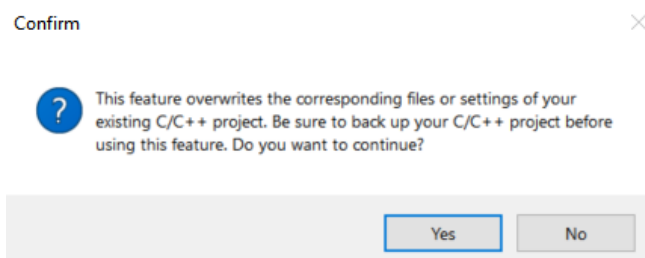 Confirm
This feature overwrites the corresponding files or settings of your
existing C/C++ project. Be sure to back up your C/C++ project before
using this feature. Do you want to continue?
Yes
No